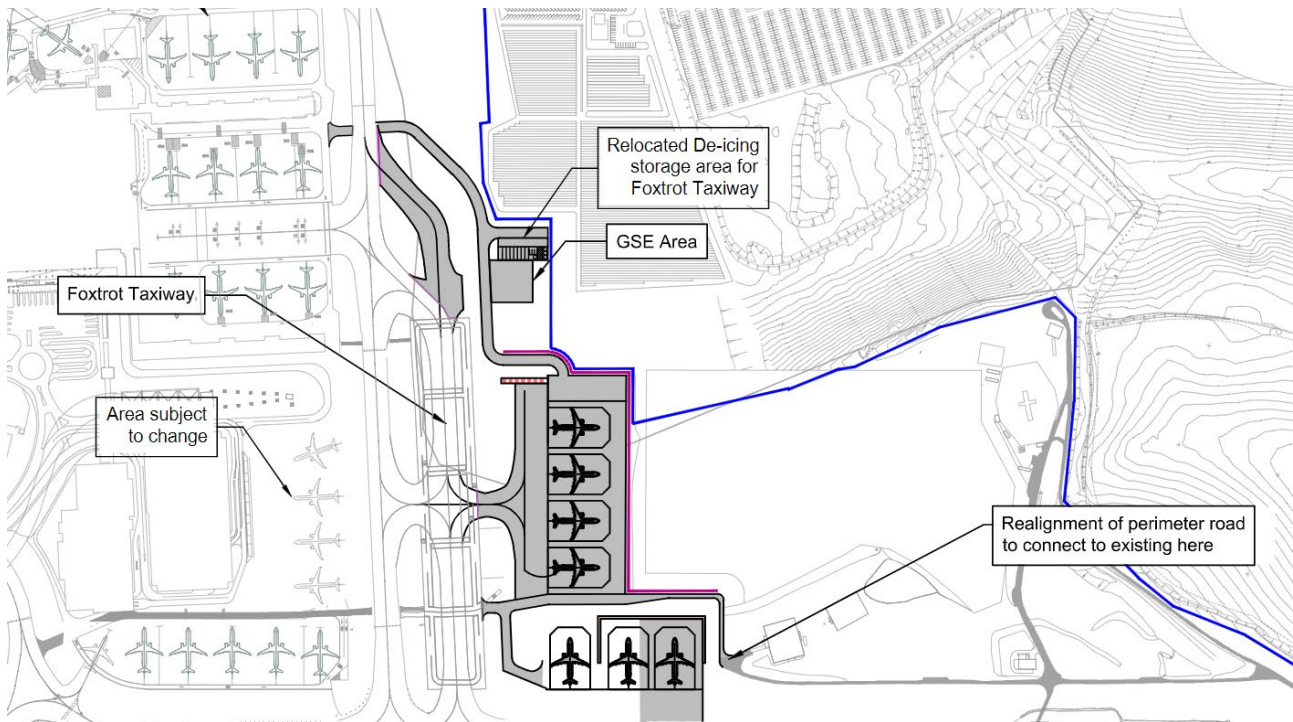 Relocated De-icing
storage area for
Foxtrot Taxiway
GSE Area
Foxtrot Taxiway
Area subject
to change
Realignment of perimeter road
to connect to existing here